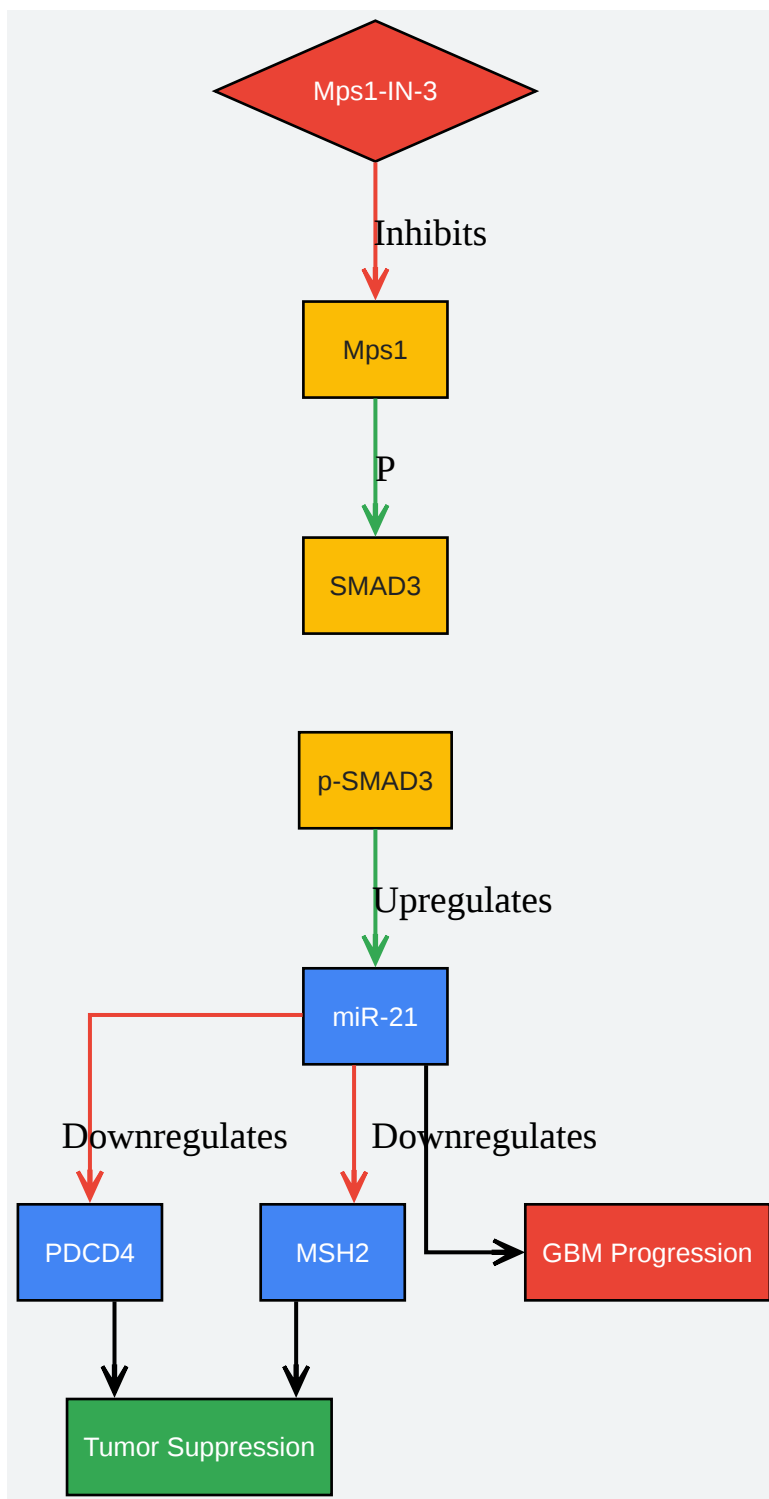 Mps1-IN-3
Inhibits
Mps1
P
SMAD3
p-SMAD3
Upregulates
miR-21
Downregulates
Downregulates
PDCD4
MSH2
GBM Progression
Tumor Suppression